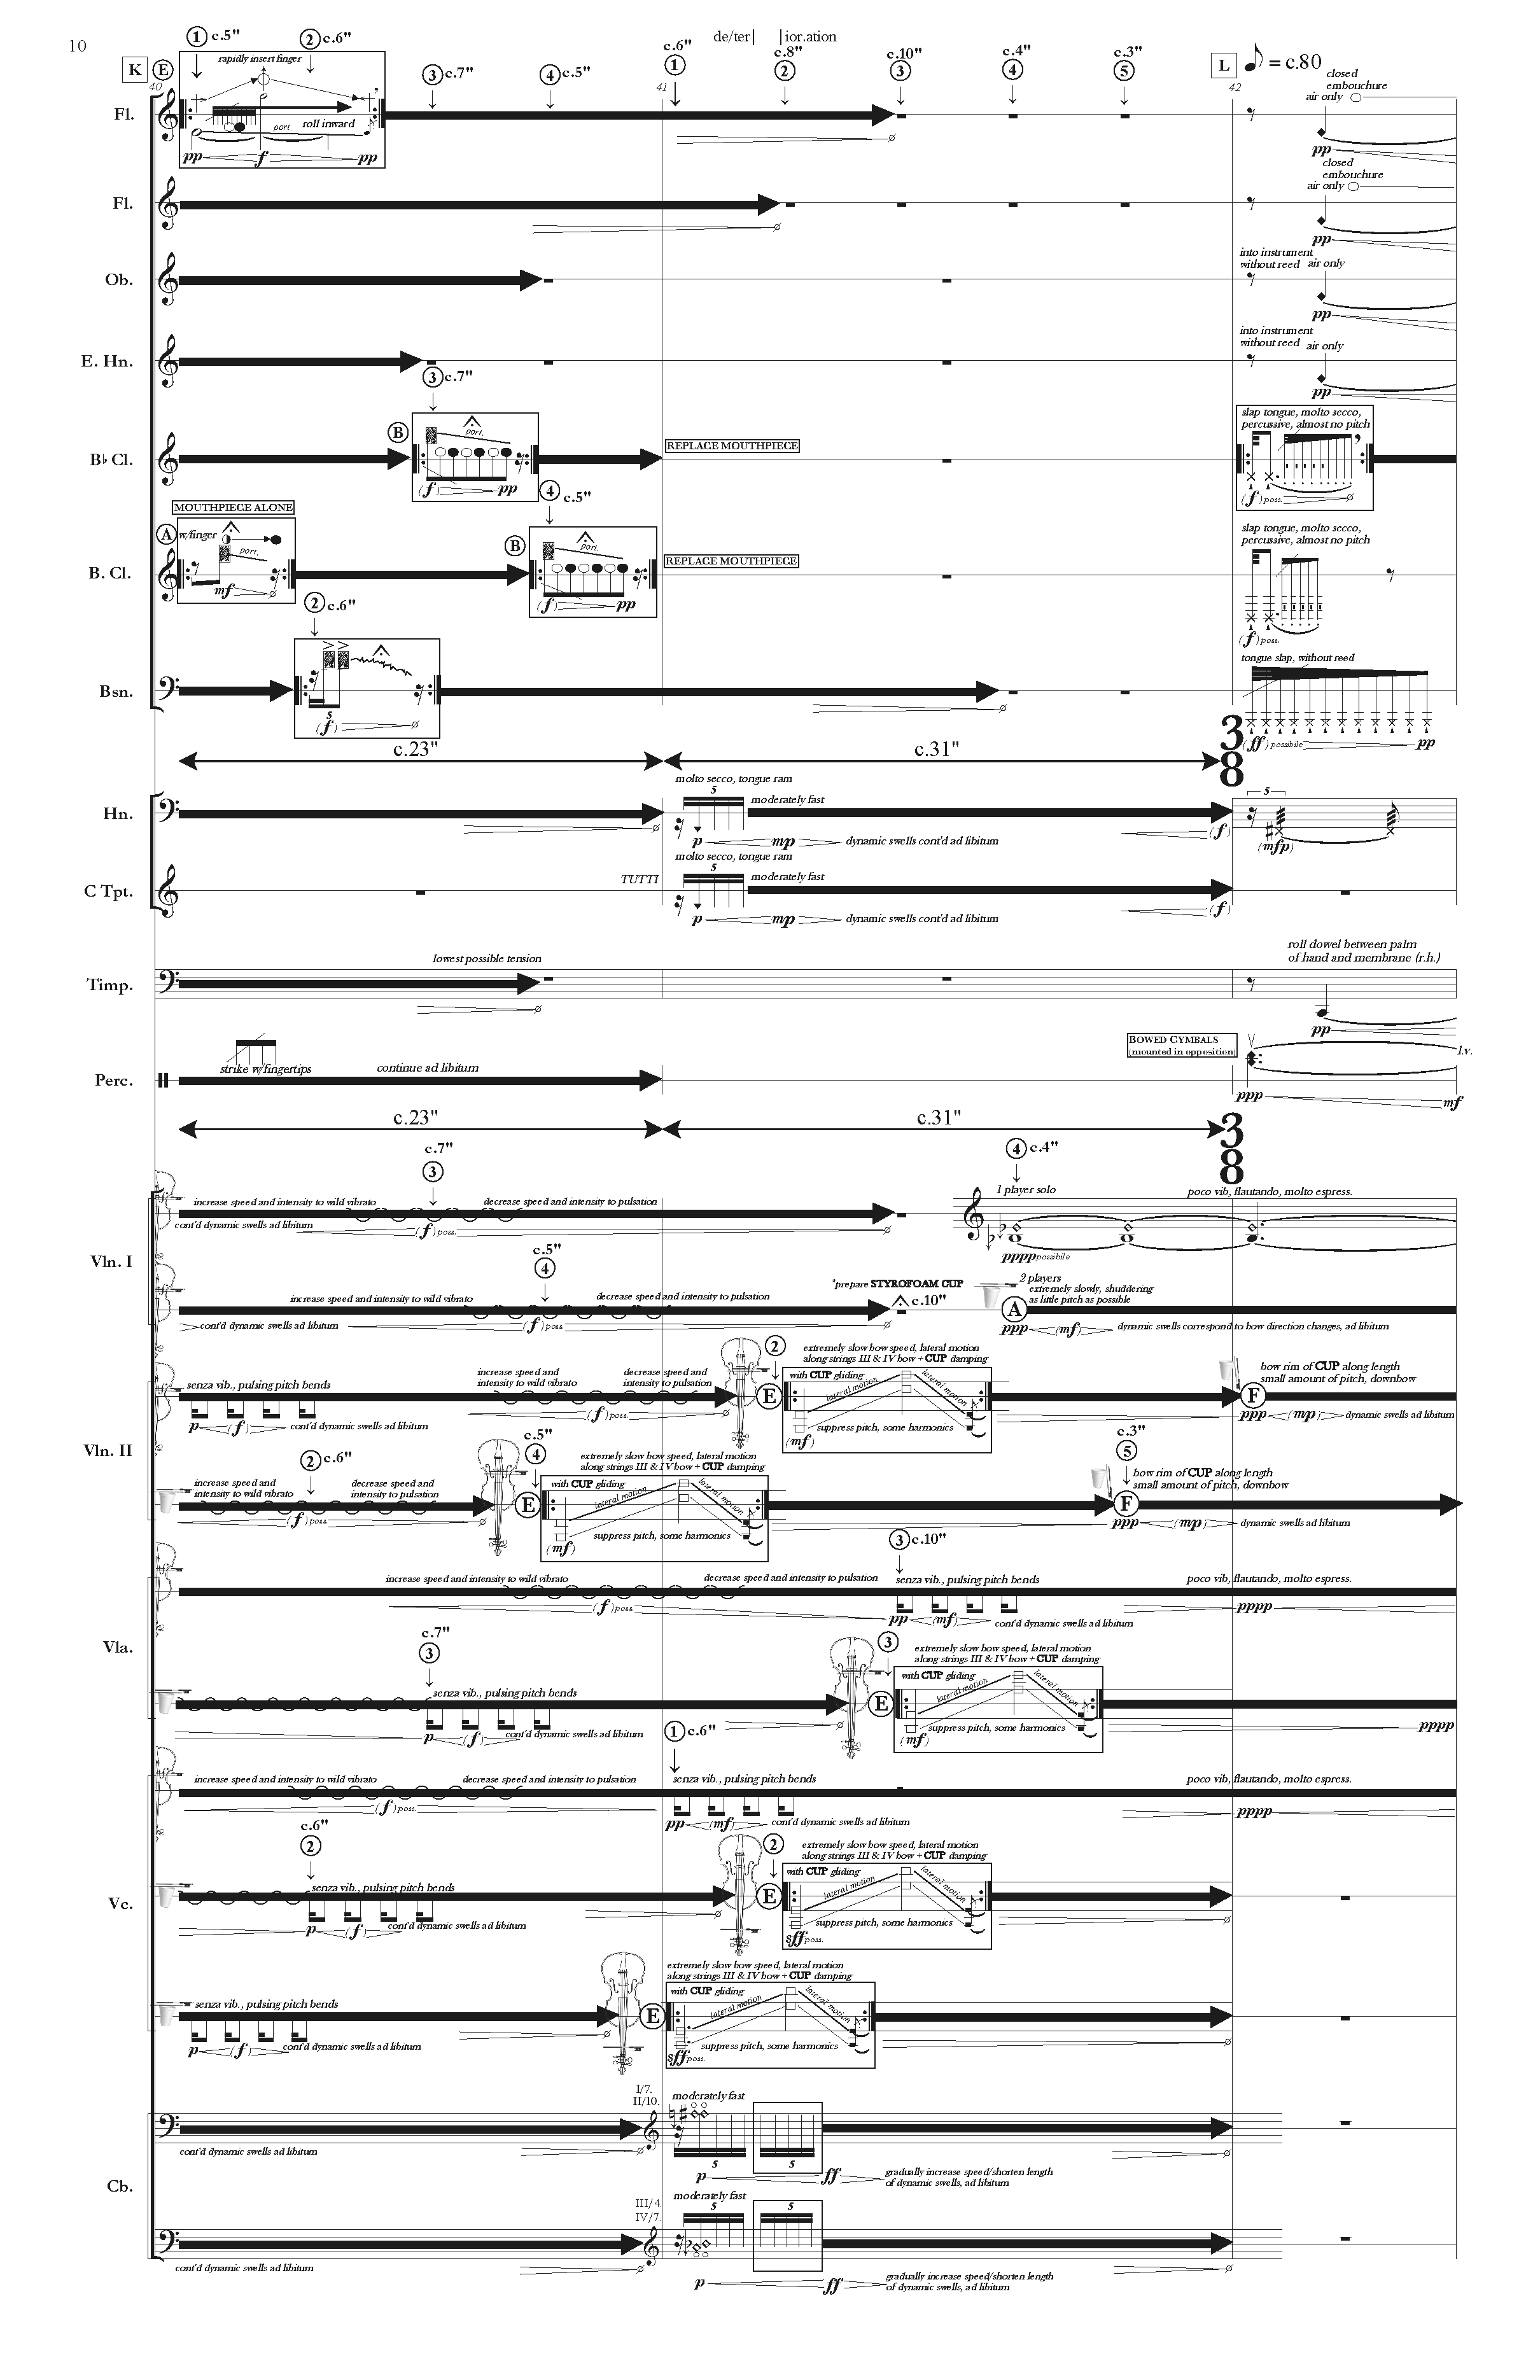 10
de/ter| |ior.ation
1 c.5" 2 c.6" 3 c.7" 4 c.5" c.6" 1 c.8" 2 c.10" 3 c.4" 4 c.3" 5
K E L = c.80
40 41 42
rapidly insert finger
port. roll inward
pp f pp
Fl.
closed
embouchure
air only
pp
Fl.
closed
embouchure
air only
pp
Ob.
into instrument
without reed air only
pp
E. Hn.
into instrument
without reed air only
pp
3 c.7"
B♭ Cl.
B
port.
(f) pp
REPLACE MOUTHPIECE
slap tongue, molto secco,
percussive, almost no pitch
(f) poss.
4 c.5"
MOUTHPIECE ALONE
B. Cl.
A w/finger
port.
mf
B
port.
(f) pp
REPLACE MOUTHPIECE
slap tongue, molto secco,
percussive, almost no pitch
(f) poss.
2 c.6"
Bsn.
5
(f)
tongue slap, without reed
(ff) possibile pp
c.23" c.31"
3
8
Hn.
molto secco, tongue ram
5 moderately fast
p mp dynamic swells cont'd ad libitum (f)
5
(mfp)
C Tpt.
TUTTI
molto secco, tongue ram
5 moderately fast
p mp dynamic swells cont'd ad libitum (f)
Timp.
lowest possible tension
roll dowel between palm
of hand and membrane (r.h.)
pp
Perc.
strike w/fingertips continue ad libitum
BOWED CYMBALS
(mounted in opposition)
l.v.
ppp mf
c.23" c.31"
3
8
c.7"
3
4 c.4"
Vln. I
increase speed and intensity to wild vibrato decrease speed and intensity to pulsation
cont'd dynamic swells ad libitum (f) poss.
1 player solo poco vib, flautando, molto espress.
pppp possibile
c.5"
4
increase speed and intensity to wild vibrato decrease speed and intensity to pulsation
cont'd dynamic swells ad libitum (f) poss.
*prepare STYROFOAM CUP
c.10"
A
2 players
extremely slowly, shuddering
as little pitch as possible
ppp (mf) dynamic swells correspond to bow direction changes, ad libitum
Vln. II
senza vib., pulsing pitch bends
p (f) cont'd dynamic swells ad libitum
increase speed and
intensity to wild vibrato
decrease speed and
intensity to pulsation
(f) poss.
2
E
extremely slow bow speed, lateral motion
along strings III & IV bow + CUP damping
with CUP gliding
lateral motion lateral motion
suppress pitch, some harmonics
(mf)
F
bow rim of CUP along length
small amount of pitch, downbow
ppp (mp) dynamic swells ad libitum
2 c.6"
increase speed and
intensity to wild vibrato
decrease speed and
intensity to pulsation
(f) poss.
c.5"
4
E
extremely slow bow speed, lateral motion
along strings III & IV bow + CUP damping
with CUP gliding
lateral motion lateral motion
suppress pitch, some harmonics
(mf)
c.3"
5
F
bow rim of CUP along length
small amount of pitch, downbow
ppp (mp) dynamic swells ad libitum
Vla.
increase speed and intensity to wild vibrato decrease speed and intensity to pulsation
(f) poss.
3 c.10"
senza vib., pulsing pitch bends
pp (mf) cont'd dynamic swells ad libitum
poco vib, flautando, molto espress.
pppp
c.7"
3
senza vib., pulsing pitch bends
p (f) cont'd dynamic swells ad libitum
3
E
extremely slow bow speed, lateral motion
along strings III & IV bow + CUP damping
with CUP gliding
lateral motion lateral motion
suppress pitch, some harmonics
(mf)
pppp
Vc.
increase speed and intensity to wild vibrato decrease speed and intensity to pulsation
(f) poss.
1 c.6"
senza vib., pulsing pitch bends
pp (mf) cont'd dynamic swells ad libitum
poco vib, flautando, molto espress.
pppp
c.6"
2
senza vib., pulsing pitch bends
p (f) cont'd dynamic swells ad libitum
2
E
extremely slow bow speed, lateral motion
along strings III & IV bow + CUP damping
with CUP gliding
lateral motion lateral motion
suppress pitch, some harmonics
sff poss.
senza vib., pulsing pitch bends
p (f) cont'd dynamic swells ad libitum
E
extremely slow bow speed, lateral motion
along strings III & IV bow + CUP damping
with CUP gliding
lateral motion lateral motion
suppress pitch, some harmonics
sff poss.
Cb.
cont'd dynamic swells ad libitum
I/7.
II/10.
moderately fast
5 5
p ff gradually increase speed/shorten length
of dynamic swells, ad libitum
cont'd dynamic swells ad libitum
III/4.
IV/7.
moderately fast
5 5
p ff gradually increase speed/shorten length
of dynamic swells, ad libitum